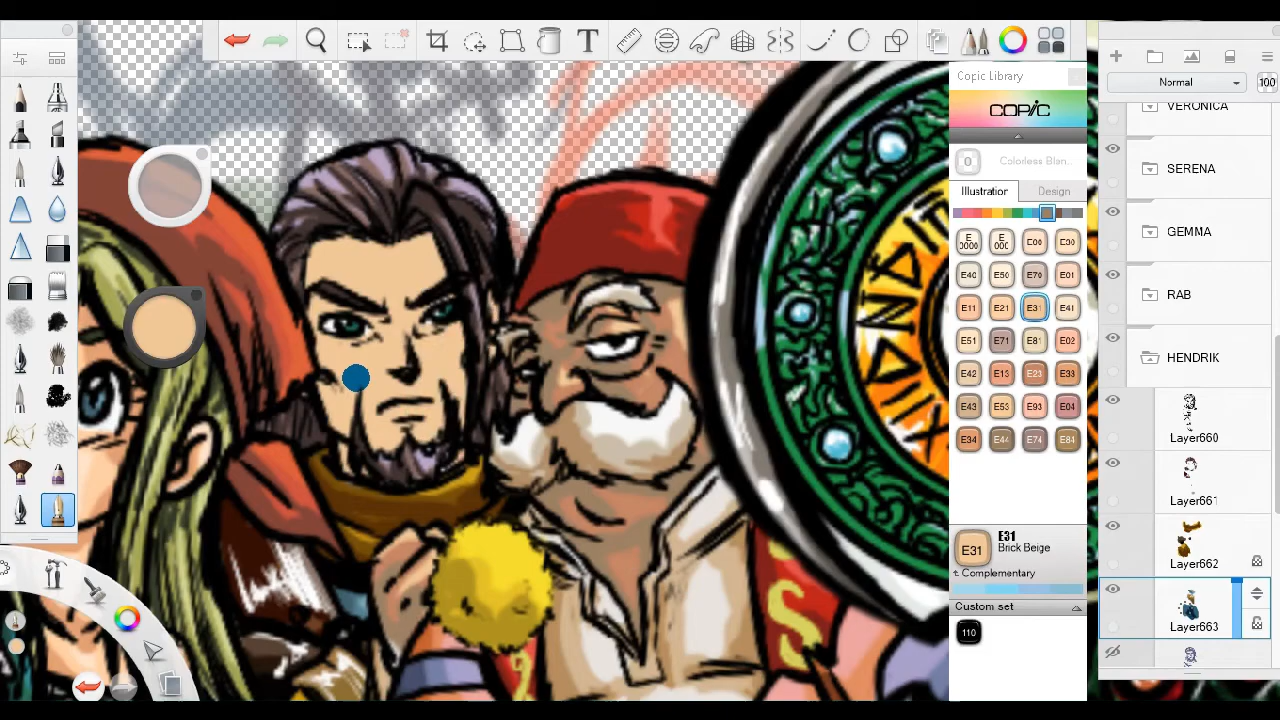 T
Copic Library
COPIC
0 Colorless Blan...
Illustration Design
E 0000 E 000 E00 E30
E40 E50 E70 E01
E11 E21 E31 E41
E51 E71 E81 E02
E42 E13 E23 E33
E43 E53 E93 E04
E34 E44 E74 E84
E31
E31
Brick Beige
Complementary
Custom set
110
Normal 100
VERONICA
SERENA
GEMMA
RAB
HENDRIK
Layer660
Layer661
Layer662
Layer663